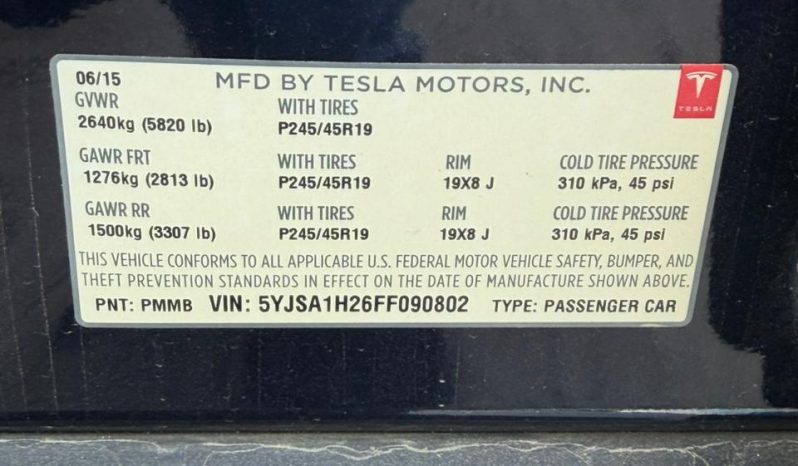 06/15 MFD BY TESLA MOTORS, INC.
TESLA
GVWR WITH TIRES
2640kg (5820 lb) P245/45R19
GAWR FRT WITH TIRES RIM COLD TIRE PRESSURE
1276kg (2813 lb) P245/45R19 19X8 J 310 kPa, 45 psi
GAWR RR WITH TIRES RIM COLD TIRE PRESSURE
1500kg (3307 lb) P245/45R19 19X8 J 310 kPa, 45 psi
THIS VEHICLE CONFORMS TO ALL APPLICABLE U.S. FEDERAL MOTOR VEHICLE SAFETY, BUMPER, AND
THEFT PREVENTION STANDARDS IN EFFECT ON THE DATE OF MANUFACTURE SHOWN ABOVE.
PNT: PMMB VIN: 5YJSA1H26FF090802 TYPE: PASSENGER CAR